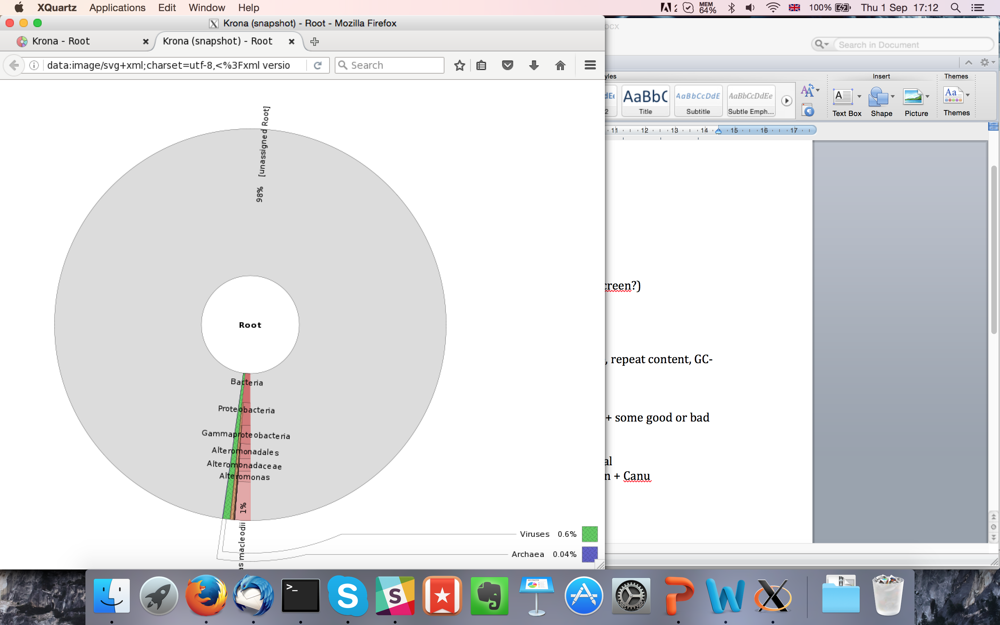 XQuartz Applications Edit Window Help
2 MEM 64% 100% Thu 1 Sep 17:12
Krona (snapshot) - Root - Mozilla Firefox
Krona - Root
Krona (snapshot) - Root
data:image/svg+xml;charset=utf-8,<%3Fxml versio
Search
98% [unassigned Root]
Root
Bacteria
Proteobacteria
Gammaproteobacteria
Alteromonadales
Alteromonadaceae
Alteromonas
1%
as macleodii
Viruses 0.6%
Archaea 0.04%
ocx
Search in Document
yles
Insert
Themes
dEe
AaBbC
AaBbCcDdE
AaBbCcDdEe
Aa
2
Title
Subtitle
Subtle Emph...
A
Text Box
Shape
Picture
Themes
11 12 13 14 15 16 17
creen?)
, repeat content, GC-
+ some good or bad
al
n + Canu
>_
S
S
KEYNOTE
P
W
X